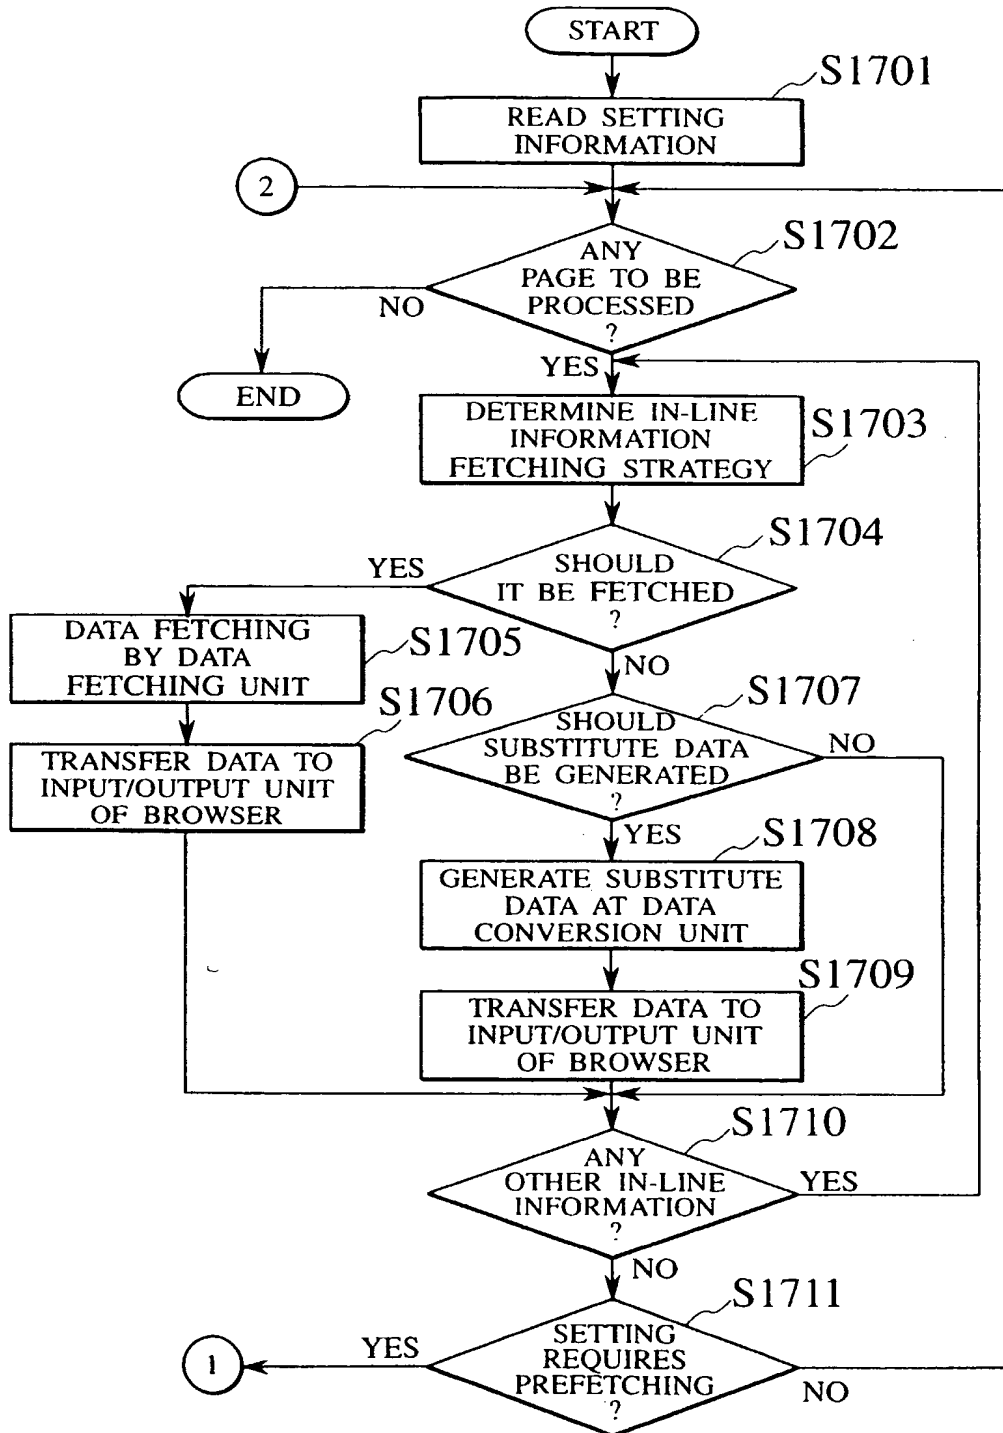 START
S1701
READ SETTING
INFORMATION
2
S1702
ANY
PAGE TO BE
PROCESSED
?
NO
YES
END
DETERMINE IN-LINE
INFORMATION
FETCHING STRATEGY
S1703
S1704
SHOULD
IT BE FETCHED
?
YES
NO
DATA FETCHING
BY DATA
FETCHING UNIT
S1705
S1706
TRANSFER DATA TO
INPUT/OUTPUT UNIT
OF BROWSER
S1707
SHOULD
SUBSTITUTE DATA
BE GENERATED
?
NO
YES
S1708
GENERATE SUBSTITUTE
DATA AT DATA
CONVERSION UNIT
S1709
TRANSFER DATA TO
INPUT/OUTPUT UNIT
OF BROWSER
S1710
ANY
OTHER IN-LINE
INFORMATION
?
YES
NO
S1711
SETTING
REQUIRES
PREFETCHING
?
YES
NO
1